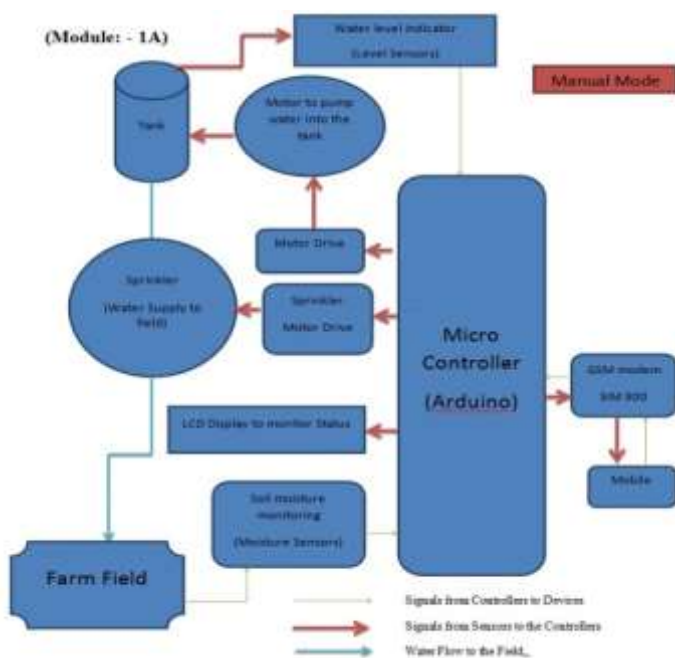 (Module: - 1A)
Water level indicator
(Level Sensors)
Manual Mode
Tank
Motor to pump
water into the
tank
Motor Drive
Sprinkler
(Water Supply to
field)
Sprinkler
Motor Drive
Micro
Controller
(Arduino)
GSM modem
SIM 900
Mobile
LCD Display to monitor Status
Soil moisture
monitoring
(Moisture Sensors)
Farm Field
Signals from Controllers to Devices
Signals from Sensors to the Controllers
Water Flow to the Field